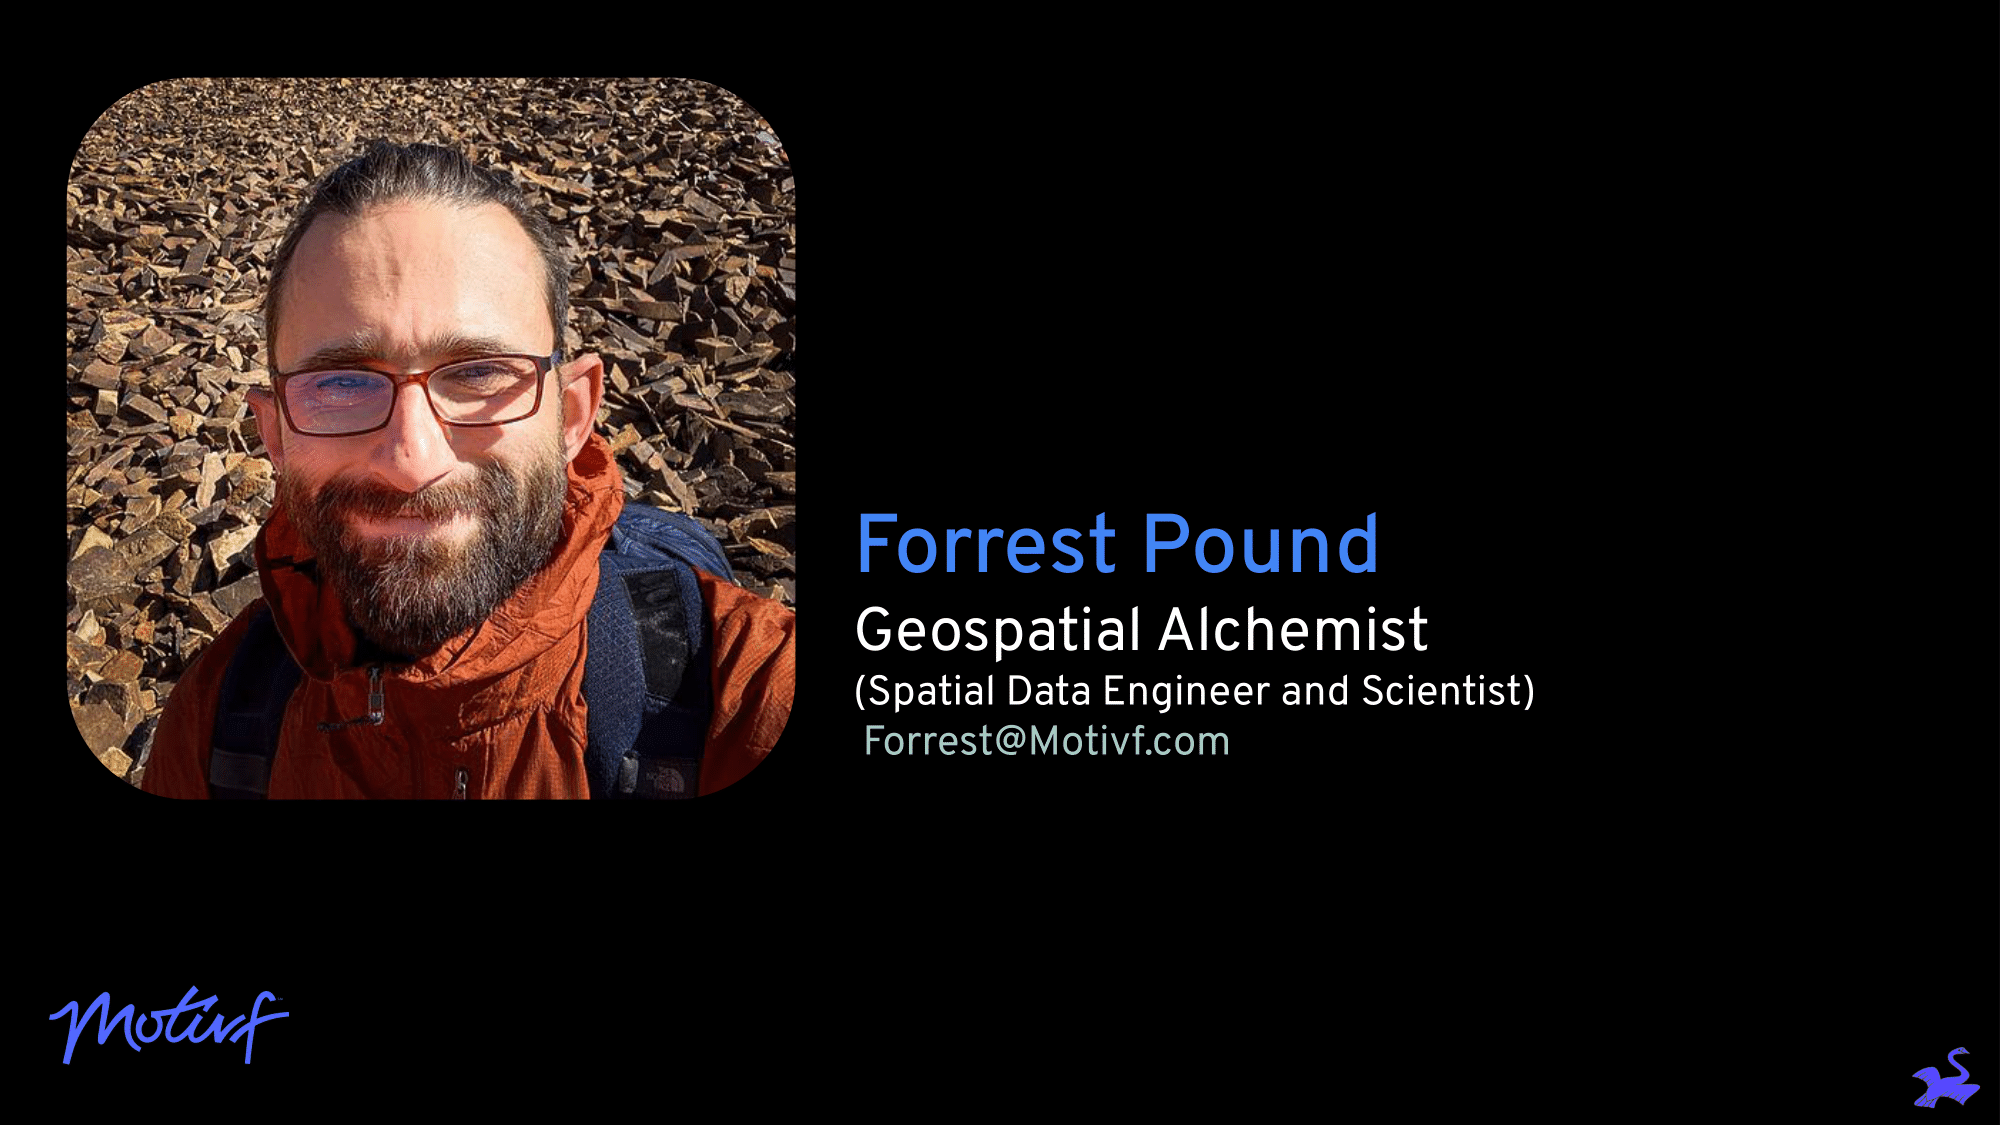 Forrest Pound
Geospatial Alchemist
(Spatial Data Engineer and Scientist)
Forrest@Motivf.com
Motivf